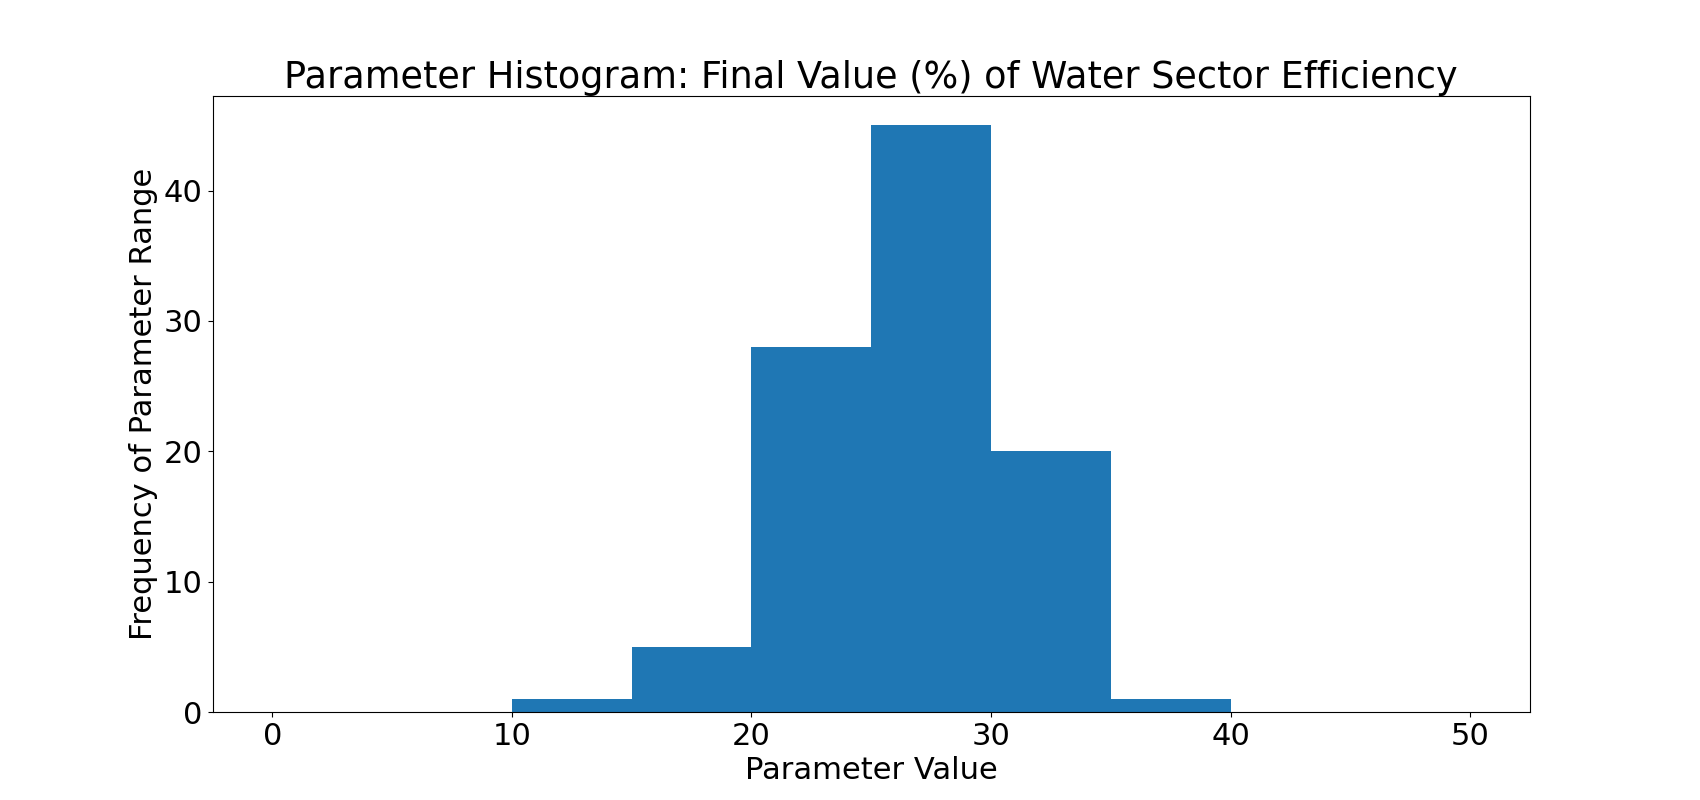 Parameter Histogram: Final Value (%) of Water Sector Efficiency
Frequency of Parameter Range
40
30
20
10
0
0 10 20 30 40 50
Parameter Value